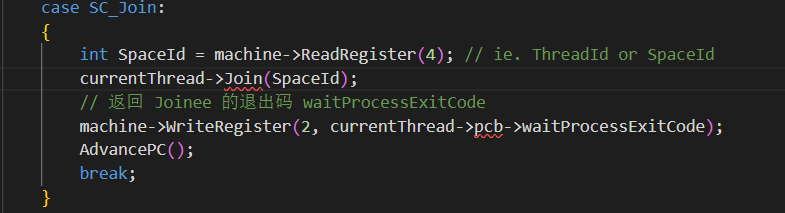 case SC_Join:
{
int SpaceId = machine->ReadRegister(4); // ie. ThreadId or SpaceId
currentThread->Join(SpaceId);
// 返回 Joinee 的退出码 waitProcessExitCode
machine->WriteRegister(2, currentThread->pcb->waitProcessExitCode);
AdvancePC();
break;
}